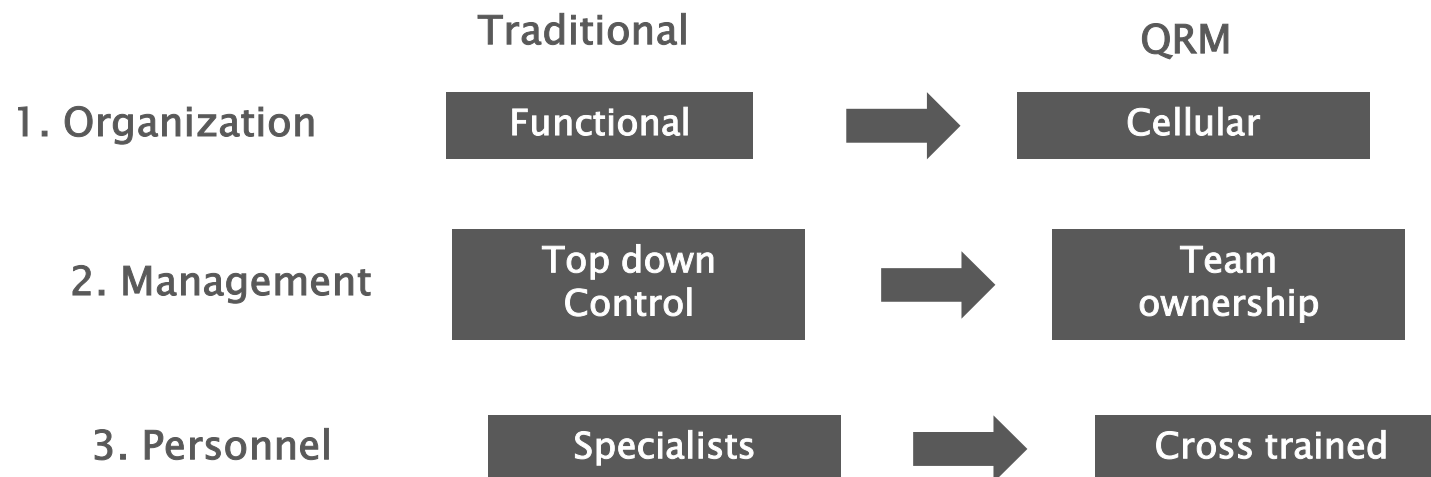 Traditional
QRM
1. Organization
Functional
Cellular
2. Management
Top down
Control
Team
ownership
3. Personnel
Specialists
Cross trained